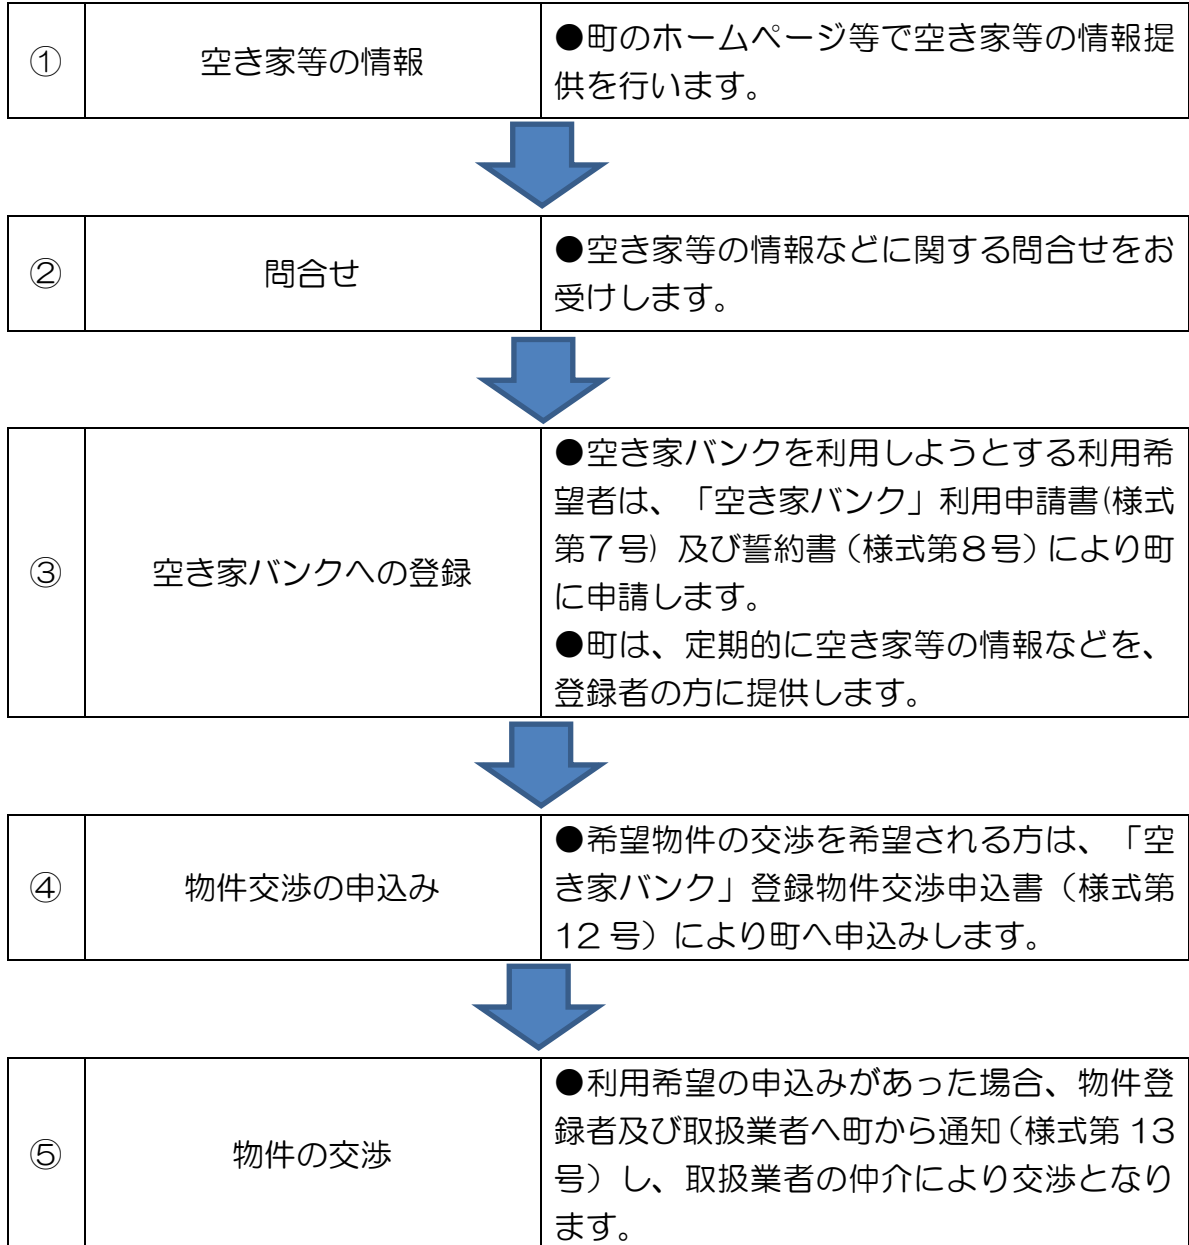 ①
空き家等の情報
●町のホームページ等で空き家等の情報提
供を行います。
②
問合せ
●空き家等の情報などに関する問合せをお
受けします。
③
空き家バンクへの登録
●空き家バンクを利用しようとする利用希
望者は、「空き家バンク」利用申請書(様式
第７号) 及び誓約書（様式第８号）により町
に申請します。
●町は、定期的に空き家等の情報などを、
登録者の方に提供します。
④
物件交渉の申込み
●希望物件の交渉を希望される方は、「空
き家バンク」登録物件交渉申込書（様式第
12 号）により町へ申込みします。
⑤
物件の交渉
●利用希望の申込みがあった場合、物件登
録者及び取扱業者へ町から通知（様式第 13
号）し、取扱業者の仲介により交渉となり
ます。